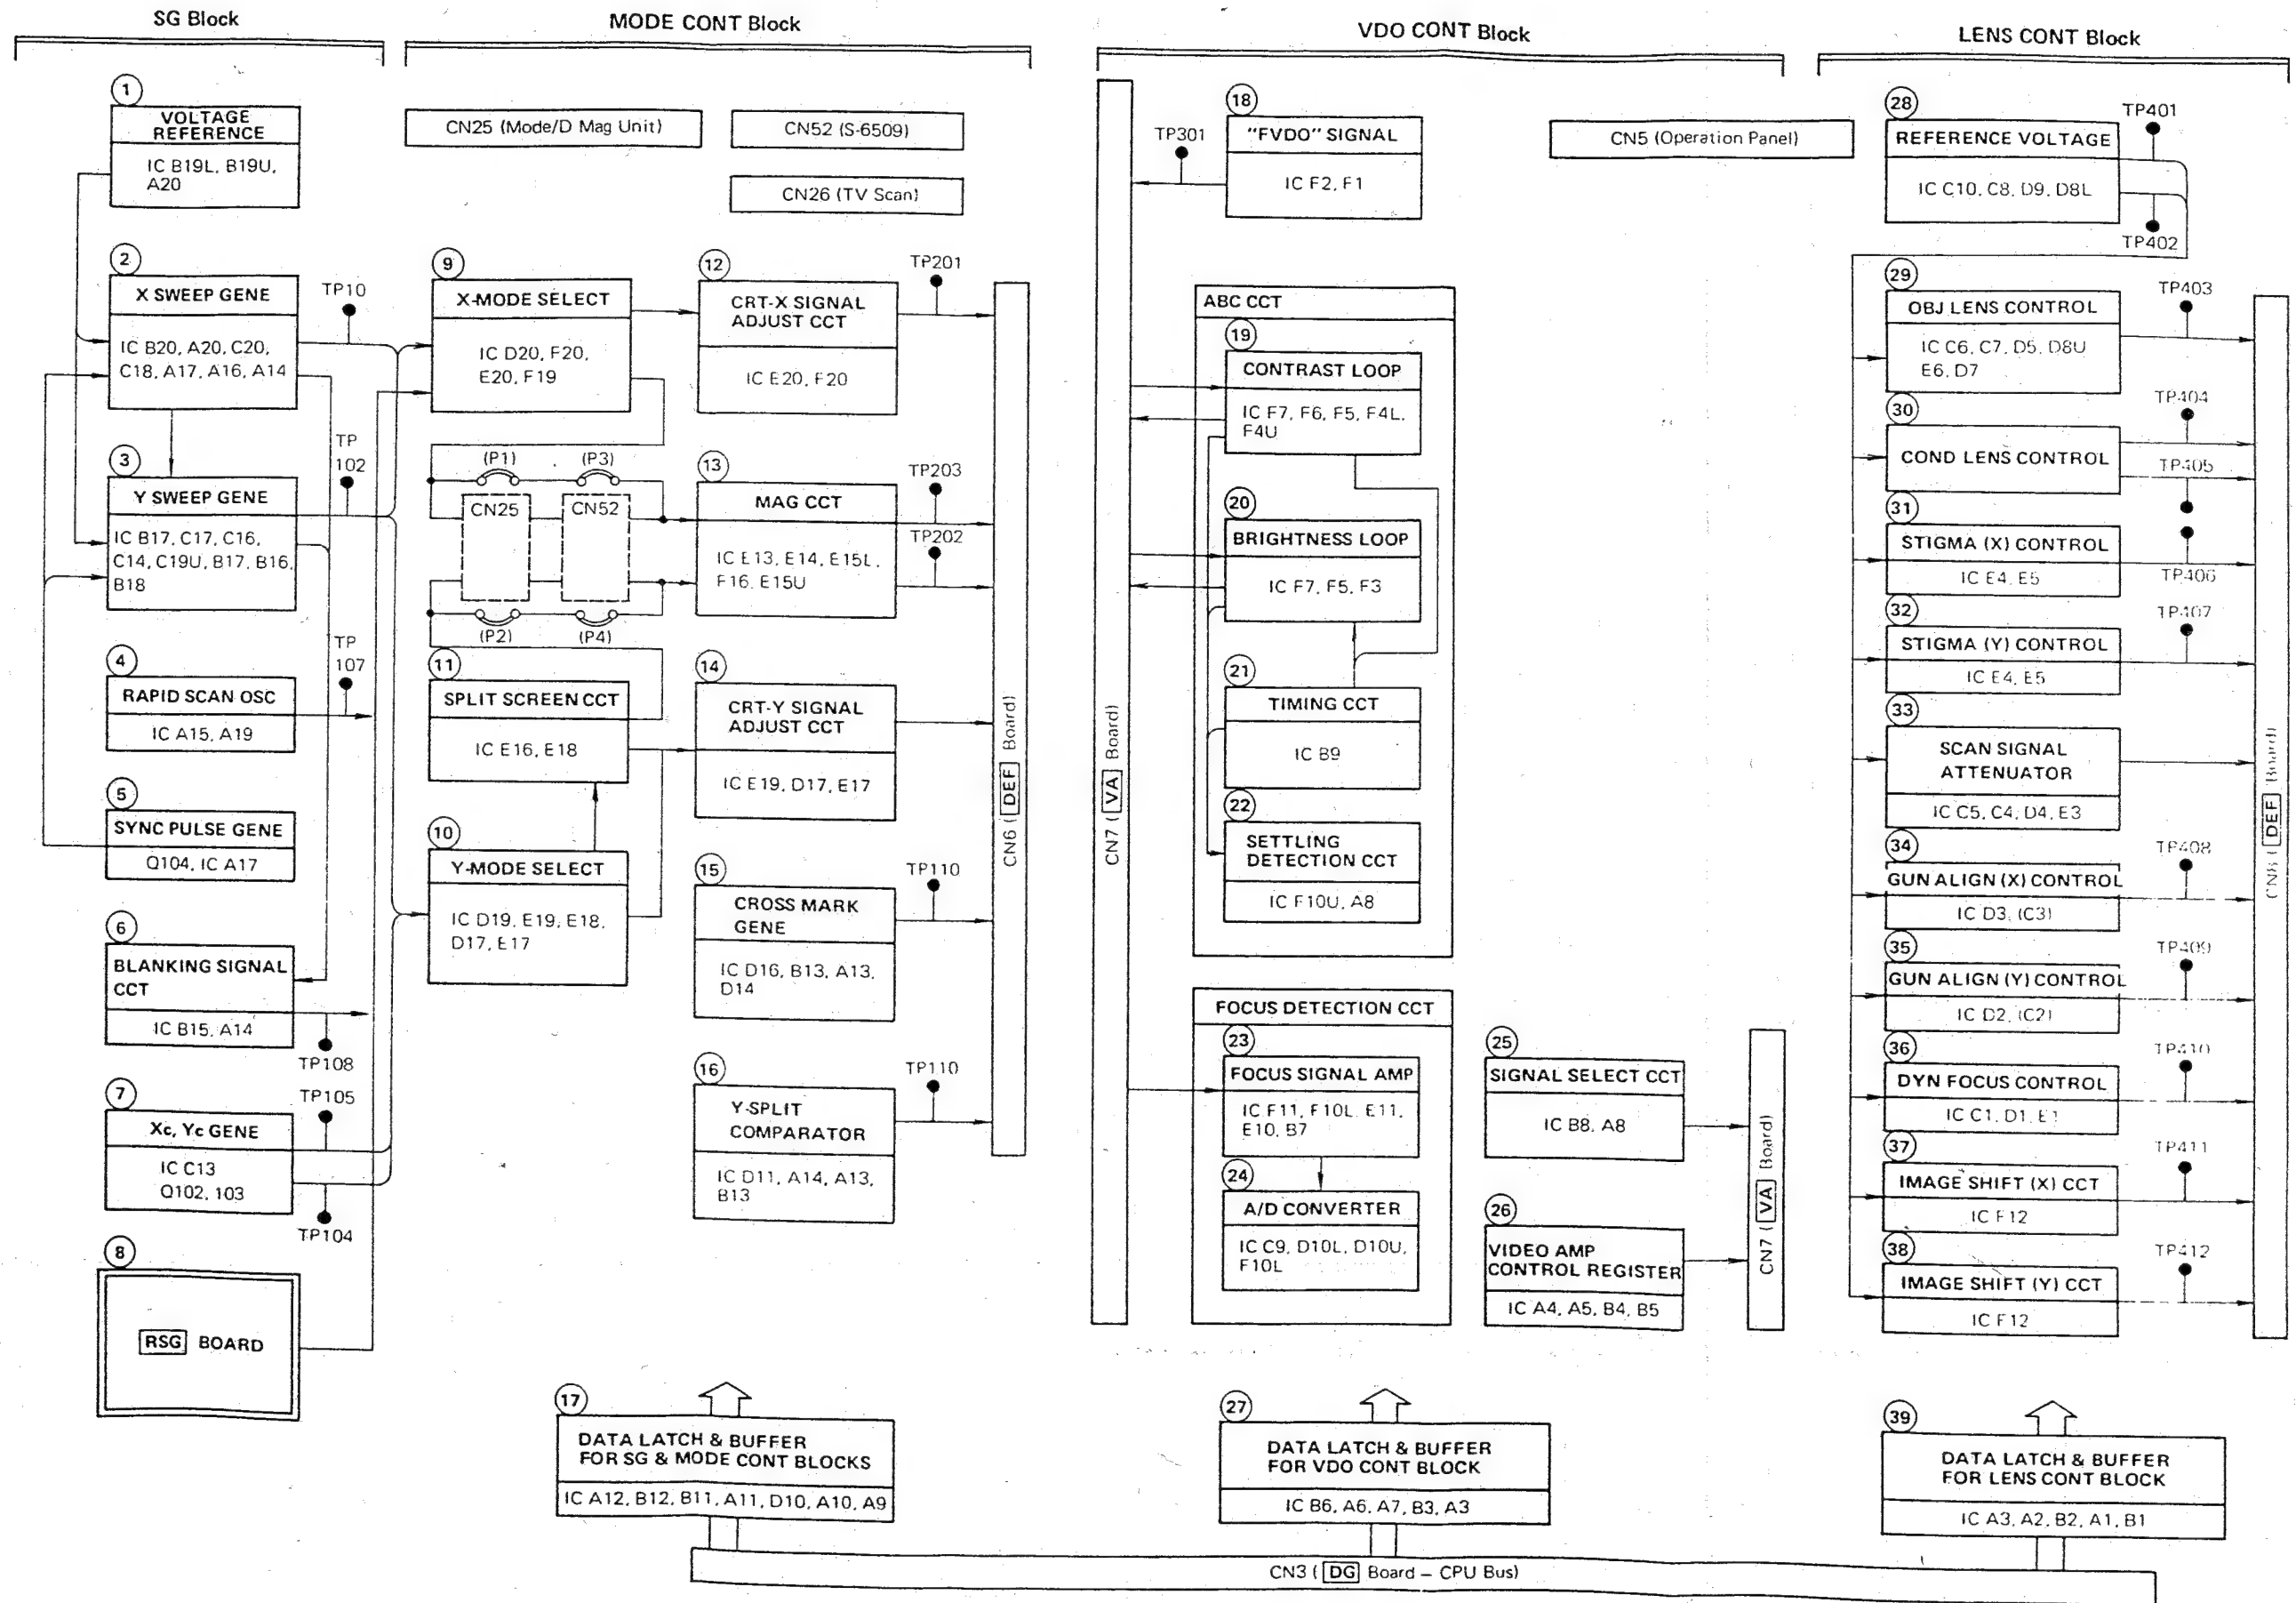 SG Block
MODE CONT Block
VDO CONT Block
LENS CONT Block
1
VOLTAGE
REFERENCE
IC B19L, B19U,
A20
2
X SWEEP GENE
IC B20, A20, C20,
C18, A17, A16, A14
TP10
3
Y SWEEP GENE
IC B17, C17, C16,
C14, C19U, B17, B16,
B18
TP
102
4
RAPID SCAN OSC
IC A15, A19
TP
107
5
SYNC PULSE GENE
Q104, IC A17
6
BLANKING SIGNAL
CCT
IC B15, A14
TP108
7
Xc, Yc GENE
IC C13
Q102, 103
TP105
TP104
8
RSG BOARD
CN25 (Mode/D Mag Unit)
CN52 (S-6509)
CN26 (TV Scan)
9
X-MODE SELECT
IC D20, F20,
E20, F19
(P1)
(P3)
CN25
CN52
(P2)
(P4)
11
SPLIT SCREEN CCT
IC E16, E18
10
Y-MODE SELECT
IC D19, E19, E18,
D17, E17
12
CRT-X SIGNAL
ADJUST CCT
IC E20, F20
TP201
13
MAG CCT
IC E13, E14, E15L,
F16, E15U
TP203
TP202
14
CRT-Y SIGNAL
ADJUST CCT
IC E19, D17, E17
15
CROSS MARK
GENE
IC D16, B13, A13,
D14
TP110
16
Y-SPLIT
COMPARATOR
IC D11, A14, A13,
B13
TP110
CN6 (DEF Board)
17
DATA LATCH & BUFFER
FOR SG & MODE CONT BLOCKS
IC A12, B12, B11, A11, D10, A10, A9
CN7 (VA Board)
TP301
18
"FVDO" SIGNAL
IC F2, F1
CN5 (Operation Panel)
ABC CCT
19
CONTRAST LOOP
IC F7, F6, F5, F4L,
F4U
20
BRIGHTNESS LOOP
IC F7, F5, F3
21
TIMING CCT
IC B9
22
SETTLING
DETECTION CCT
IC F10U, A8
FOCUS DETECTION CCT
23
FOCUS SIGNAL AMP
IC F11, F10L, E11,
E10, B7
24
A/D CONVERTER
IC C9, D10L, D10U,
F10L
25
SIGNAL SELECT CCT
IC B8, A8
26
VIDEO AMP
CONTROL REGISTER
IC A4, A5, B4, B5
CN7 (VA Board)
27
DATA LATCH & BUFFER
FOR VDO CONT BLOCK
IC B6, A6, A7, B3, A3
28
REFERENCE VOLTAGE
IC C10, C8, D9, D8L
TP401
TP402
29
OBJ LENS CONTROL
IC C6, C7, D5, D8U
E6, D7
TP403
30
COND LENS CONTROL
TP404
TP405
31
STIGMA (X) CONTROL
IC E4, E5
TP406
32
STIGMA (Y) CONTROL
IC E4, E5
TP407
33
SCAN SIGNAL
ATTENUATOR
IC C5, C4, D4, E3
34
GUN ALIGN (X) CONTROL
IC D3, (C3)
TP408
35
GUN ALIGN (Y) CONTROL
IC D2, (C2)
TP409
36
DYN FOCUS CONTROL
IC C1, D1, E1
TP410
37
IMAGE SHIFT (X) CCT
IC F12
TP411
38
IMAGE SHIFT (Y) CCT
IC F12
TP412
CN8 (DEF Board)
39
DATA LATCH & BUFFER
FOR LENS CONT BLOCK
IC A3, A2, B2, A1, B1
CN3 (DG Board – CPU Bus)